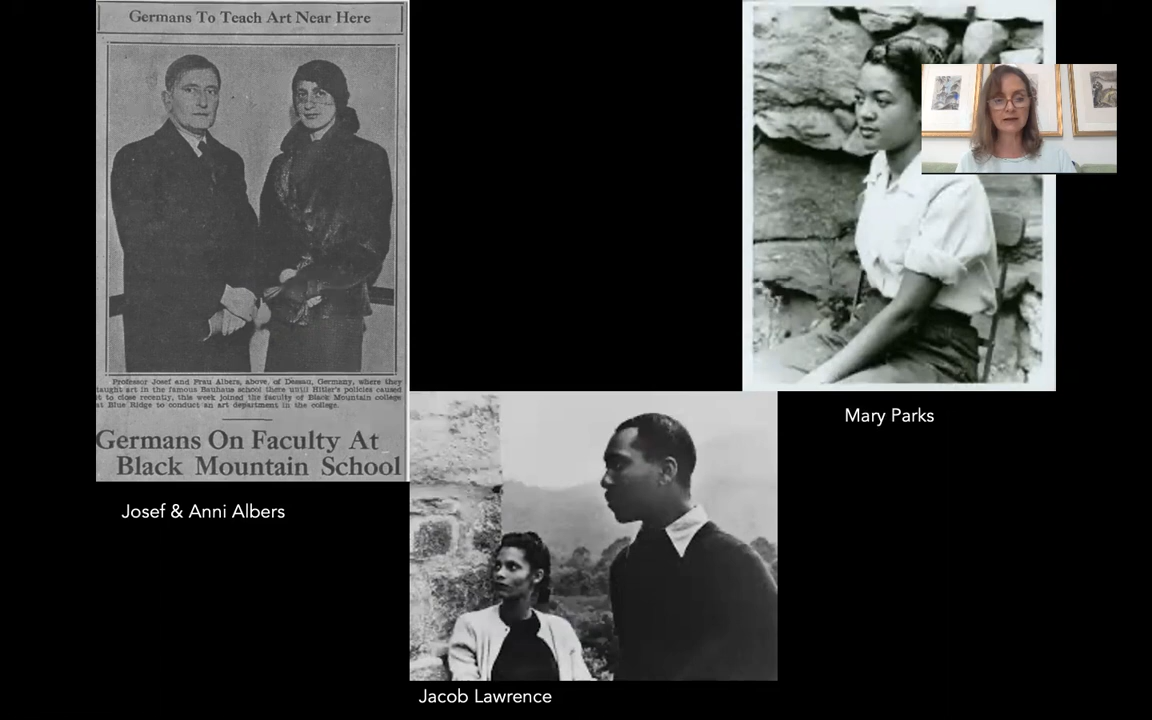 Germans To Teach Art Near Here
Professor Josef and Frau Albers, above, of Dessau, Germany, where they
taught art in the famous Bauhaus school there until Hitler's policies caused
it to close recently, this week joined the faculty of Black Mountain college
at Blue Ridge to conduct an art department in the college.
Germans On Faculty At
Black Mountain School
Josef & Anni Albers
Jacob Lawrence
Mary Parks